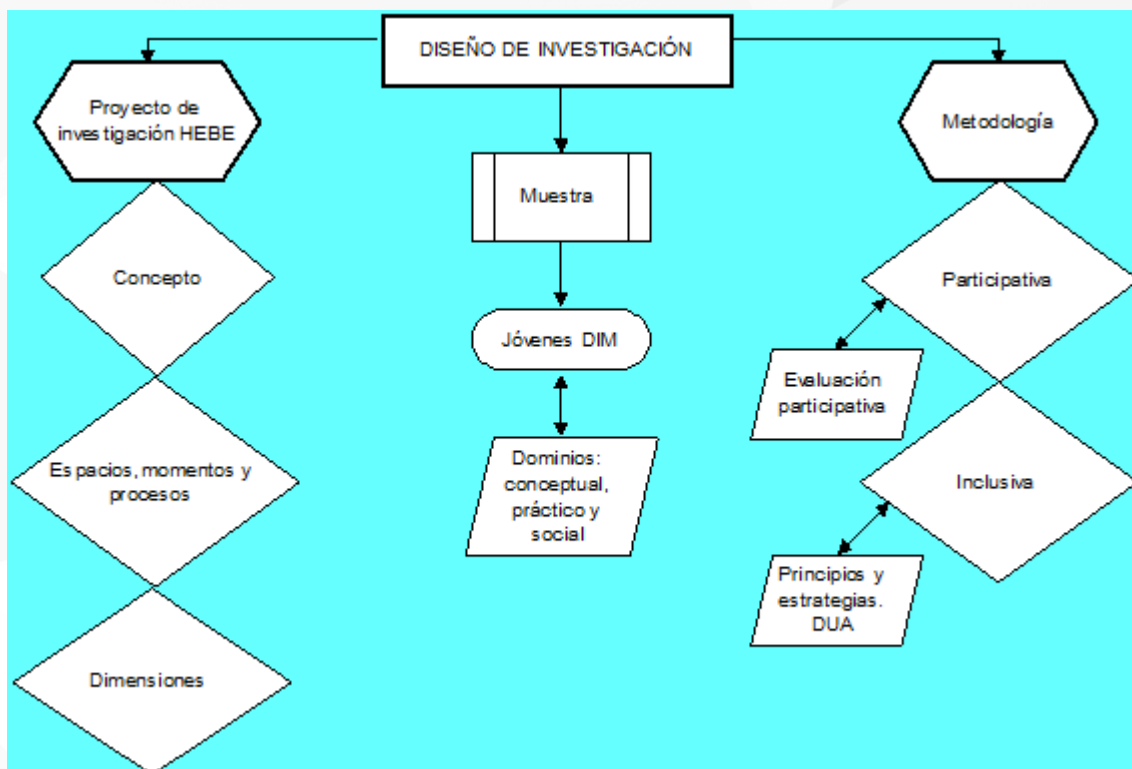 DISEÑO DE INVESTIGACIÓN
Proyecto de
investigación HEBE
Concepto
Espacios, momentos y
procesos
Dimensiones
Muestra
Jóvenes DIM
Dominios:
conceptual,
práctico y
social
Metodología
Participativa
Evaluación
participativa
Inclusiva
Principios y
estrategias.
DUA